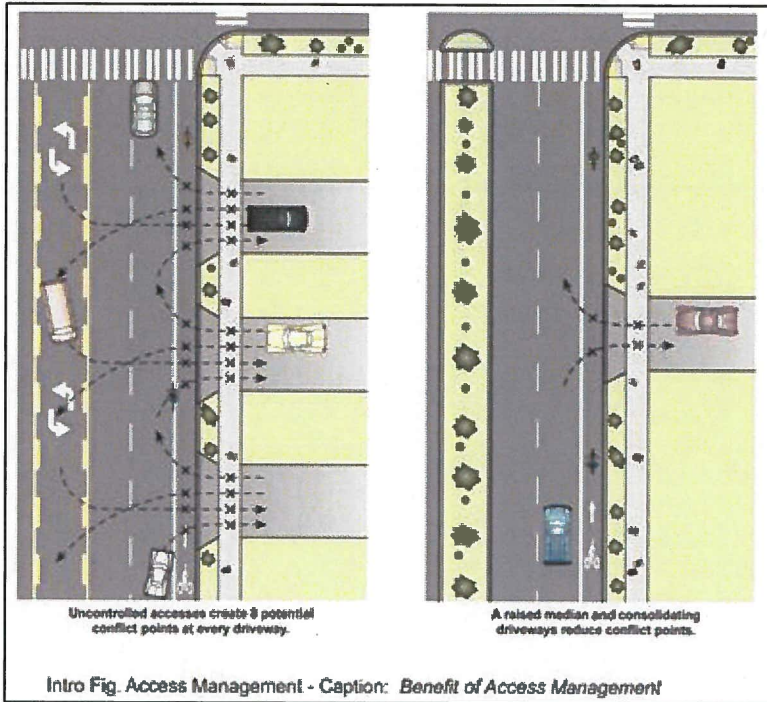 Uncontrolled accesses create 8 potential
conflict points at every driveway.
A raised median and consolidating
driveways reduce conflict points.
Intro Fig. Access Management - Caption: Benefit of Access Management